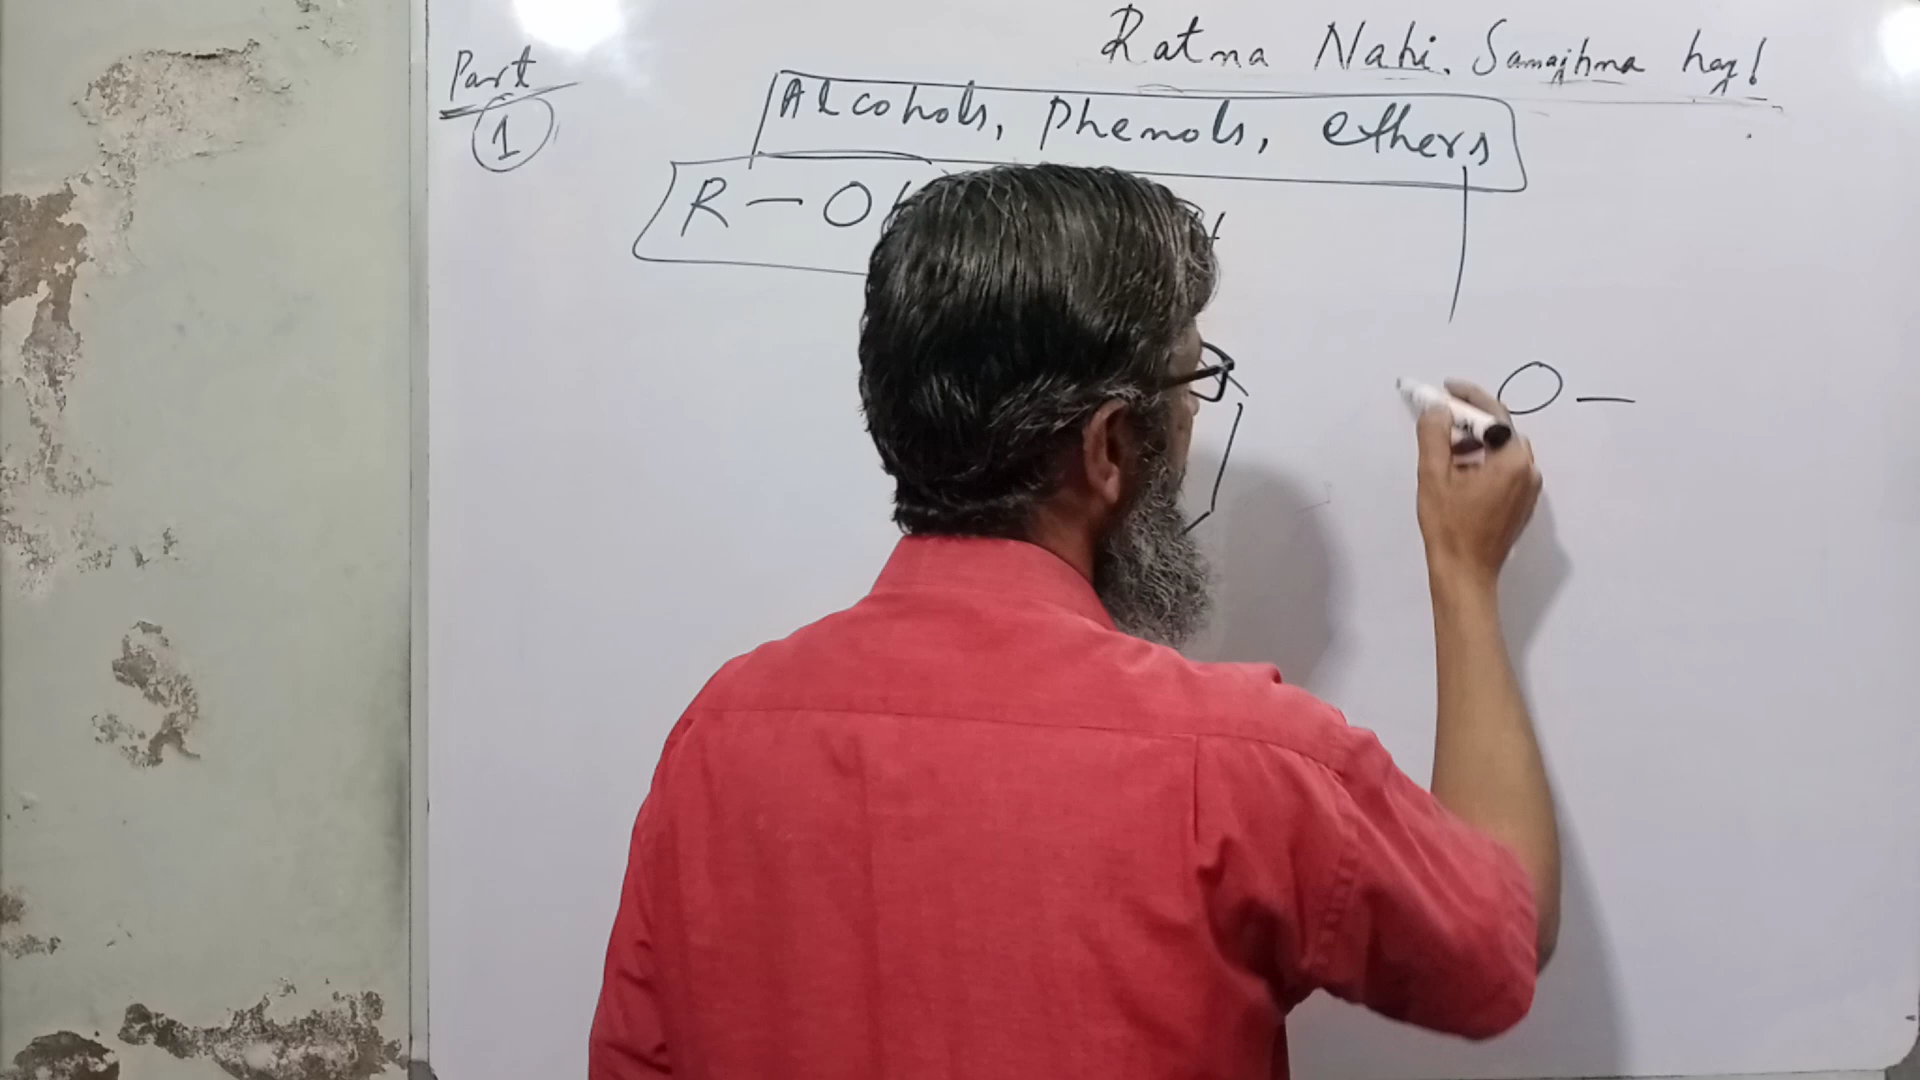 Ratna Nahi. Samajhna hay!
Part
1
Alcohols, phenols, ethers
R - O
O -